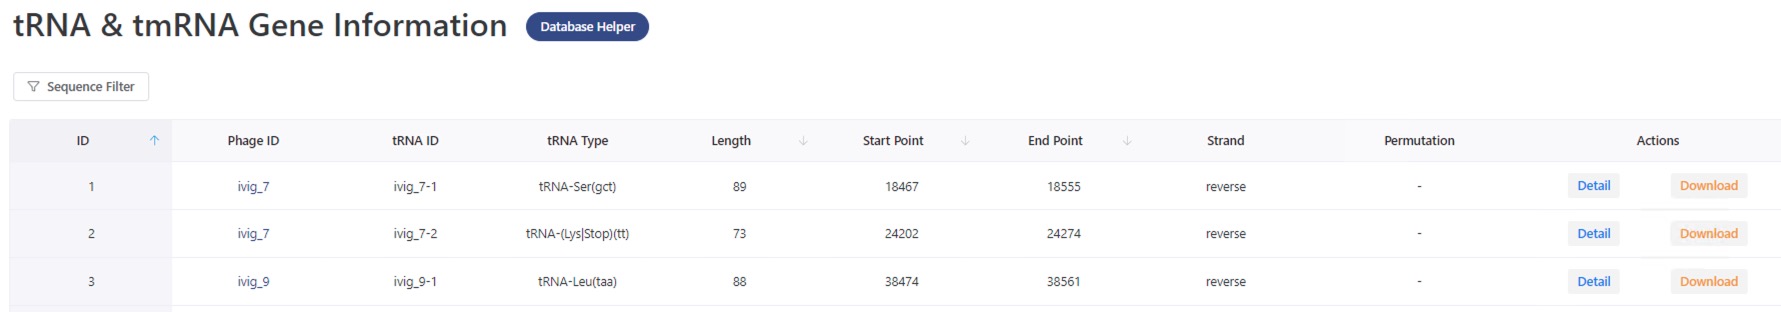 tRNA & tmRNA Gene Information Database Helper
Sequence Filter
ID Phage ID tRNA ID tRNA Type Length Start Point End Point Strand Permutation Actions
1 ivig_7 ivig_7-1 tRNA-Ser(gct) 89 18467 18555 reverse - Detail Download
2 ivig_7 ivig_7-2 tRNA-(Lys|Stop)(tt) 73 24202 24274 reverse - Detail Download
3 ivig_9 ivig_9-1 tRNA-Leu(taa) 88 38474 38561 reverse - Detail Download